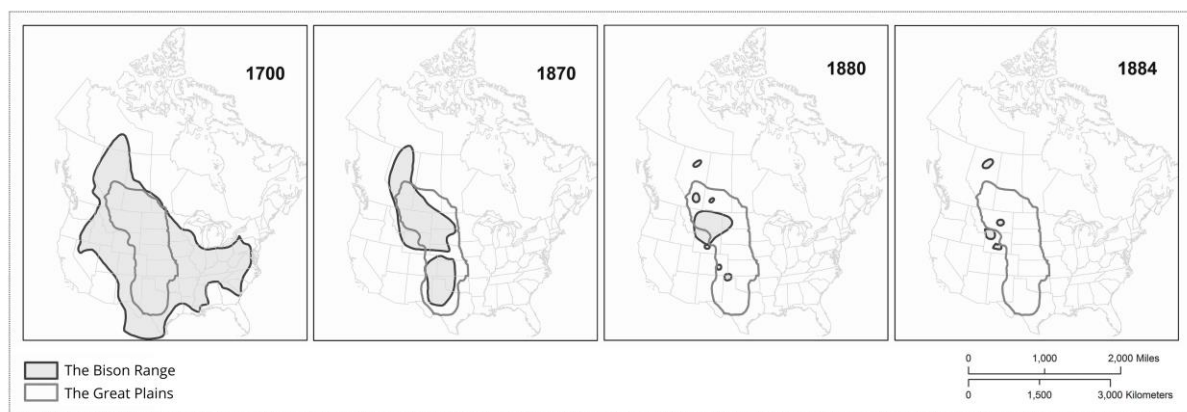 1700
1870
1880
1884
The Bison Range
The Great Plains
0 1,000 2,000 Miles
0 1,500 3,000 Kilometers